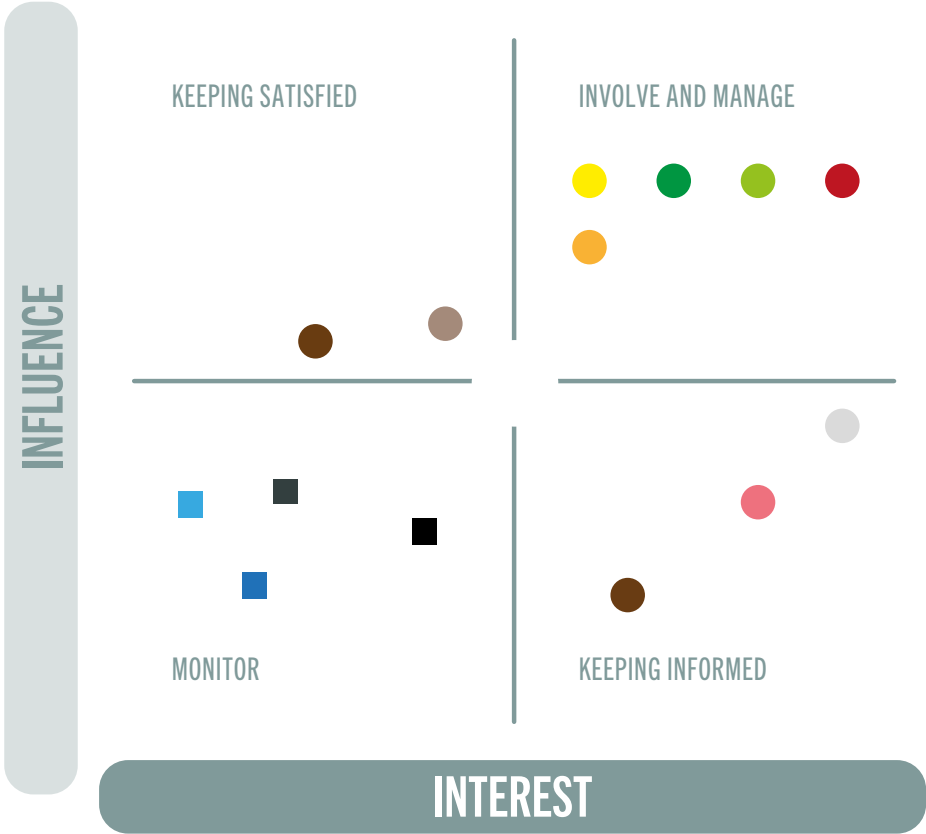 KEEPING SATISFIED
INVOLVE AND MANAGE
INFLUENCE
MONITOR
KEEPING INFORMED
INTEREST